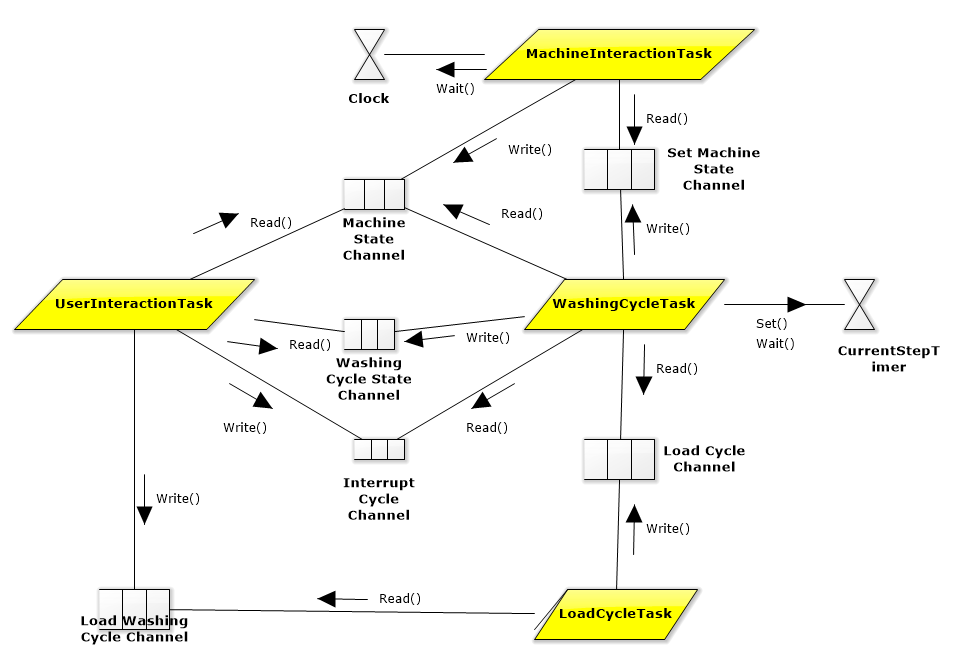 MachineInteractionTask
Clock
Wait()
Read()
Set Machine
State
Channel
Write()
Machine
State
Channel
Read()
Read()
Write()
UserInteractionTask
WashingCycleTask
Set()
Wait()
CurrentStepT
imer
Read()
Washing
Cycle State
Channel
Write()
Read()
Write()
Read()
Interrupt
Cycle
Channel
Load Cycle
Channel
Write()
Write()
Load Washing
Cycle Channel
Read()
LoadCycleTask